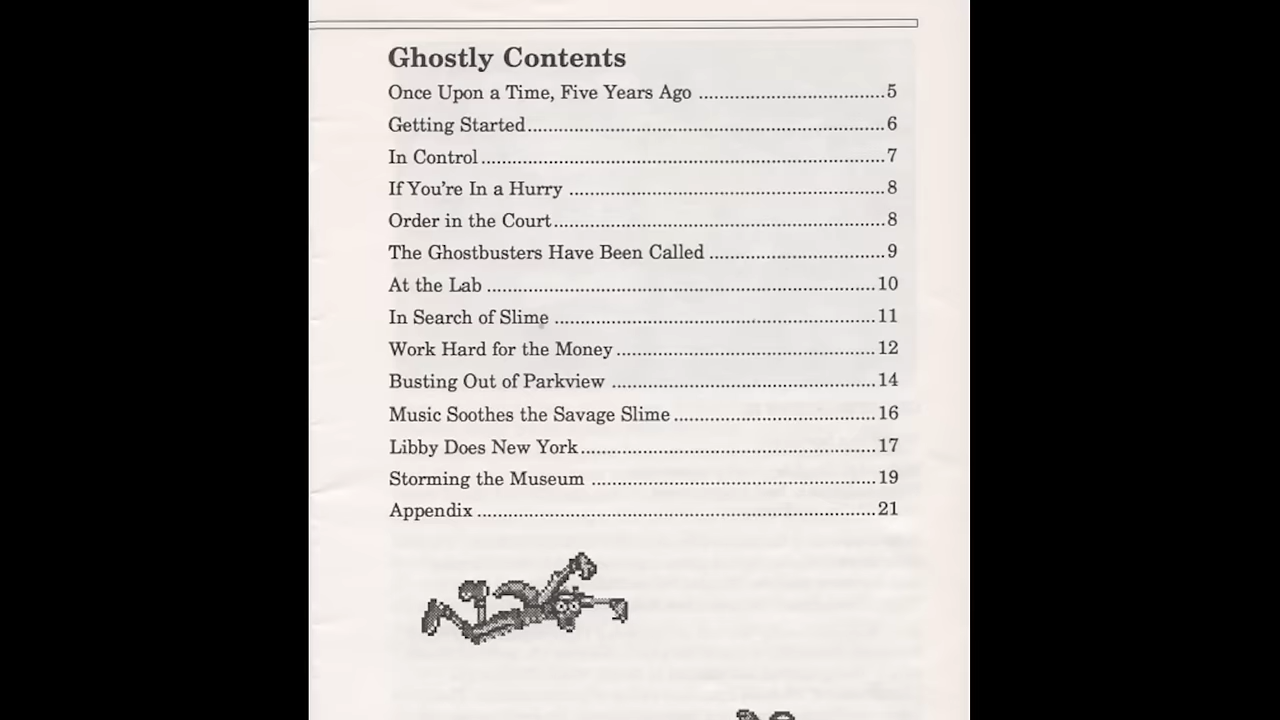 Ghostly Contents
Once Upon a Time, Five Years Ago ..................................5
Getting Started..................................................................6
In Control...........................................................................7
If You're In a Hurry ...........................................................8
Order in the Court..............................................................8
The Ghostbusters Have Been Called ................................9
At the Lab .......................................................................10
In Search of Slime ...........................................................11
Work Hard for the Money................................................12
Busting Out of Parkview .................................................14
Music Soothes the Savage Slime.....................................16
Libby Does New York.......................................................17
Storming the Museum .....................................................19
Appendix ..........................................................................21